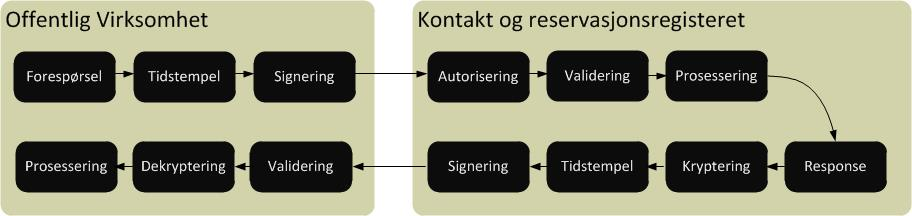 Offentlig Virksomhet
Kontakt og reservasjonsregisteret
Forespørsel
Tidstempel
Signering
Autorisering
Validering
Prosessering
Prosessering
Dekryptering
Validering
Signering
Tidstempel
Kryptering
Response